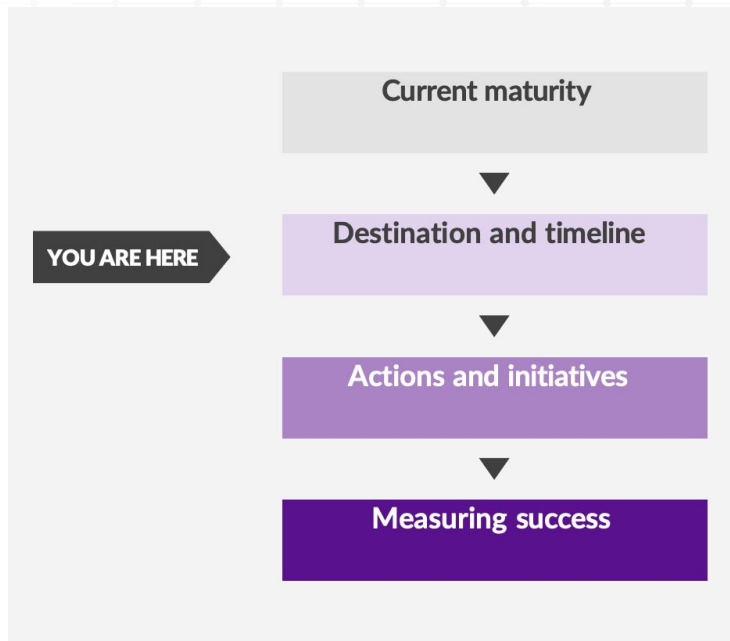 Current maturity
YOU ARE HERE
Destination and timeline
Actions and initiatives
Measuring success